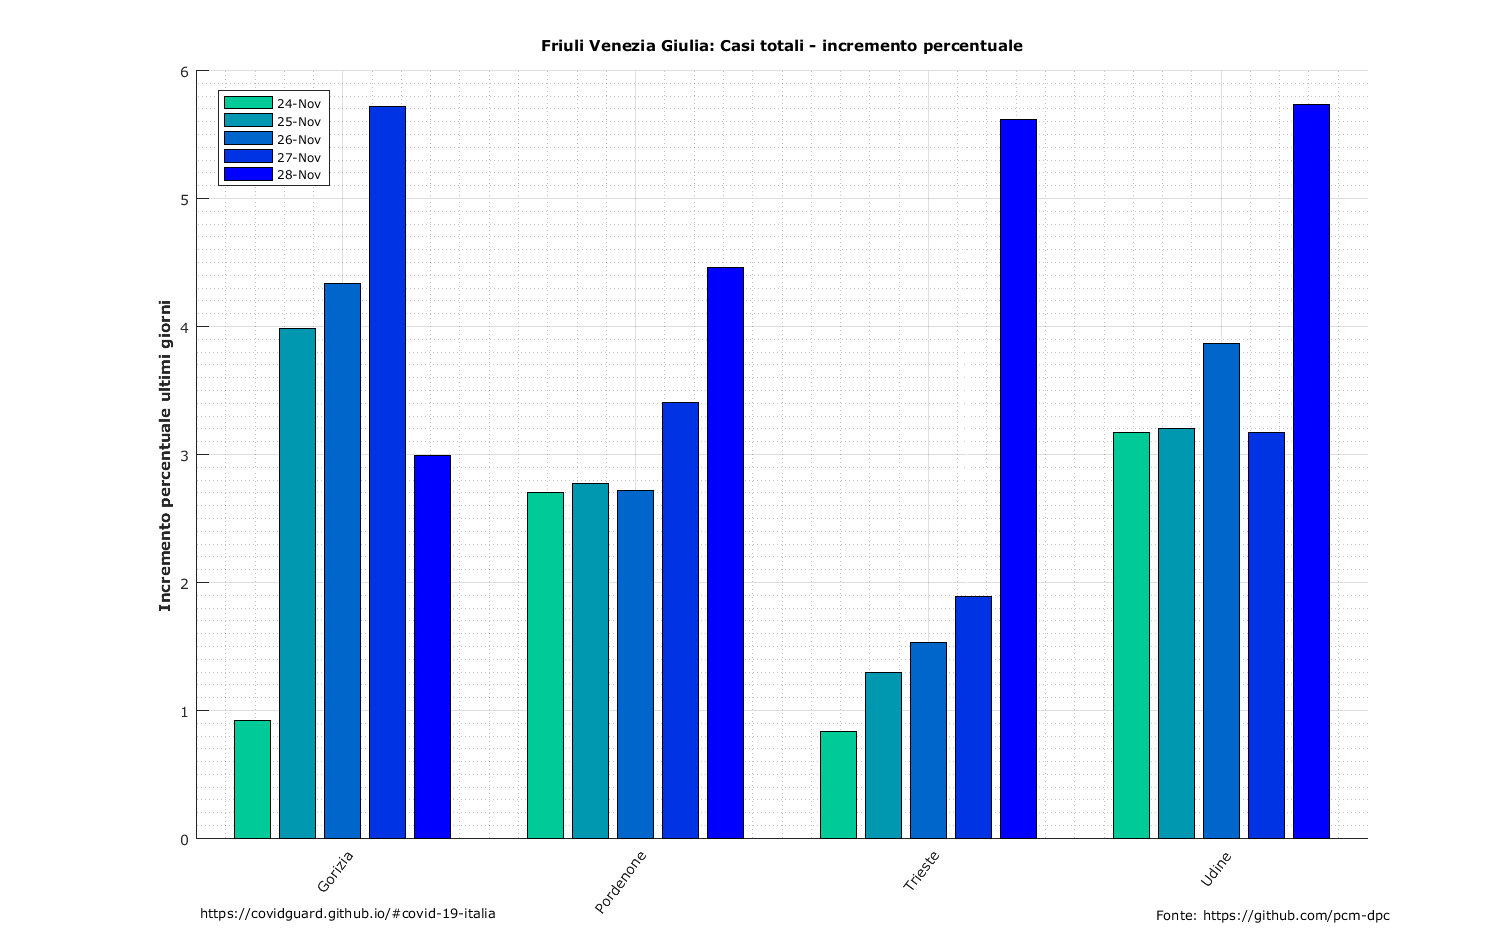 Friuli Venezia Giulia: Casi totali - incremento percentuale
6
5
4
3
2
1
0
Incremento percentuale ultimi giorni
24-Nov
25-Nov
26-Nov
27-Nov
28-Nov
Gorizia
Pordenone
Trieste
Udine
https://covidguard.github.io/#covid-19-italia
Fonte: https://github.com/pcm-dpc